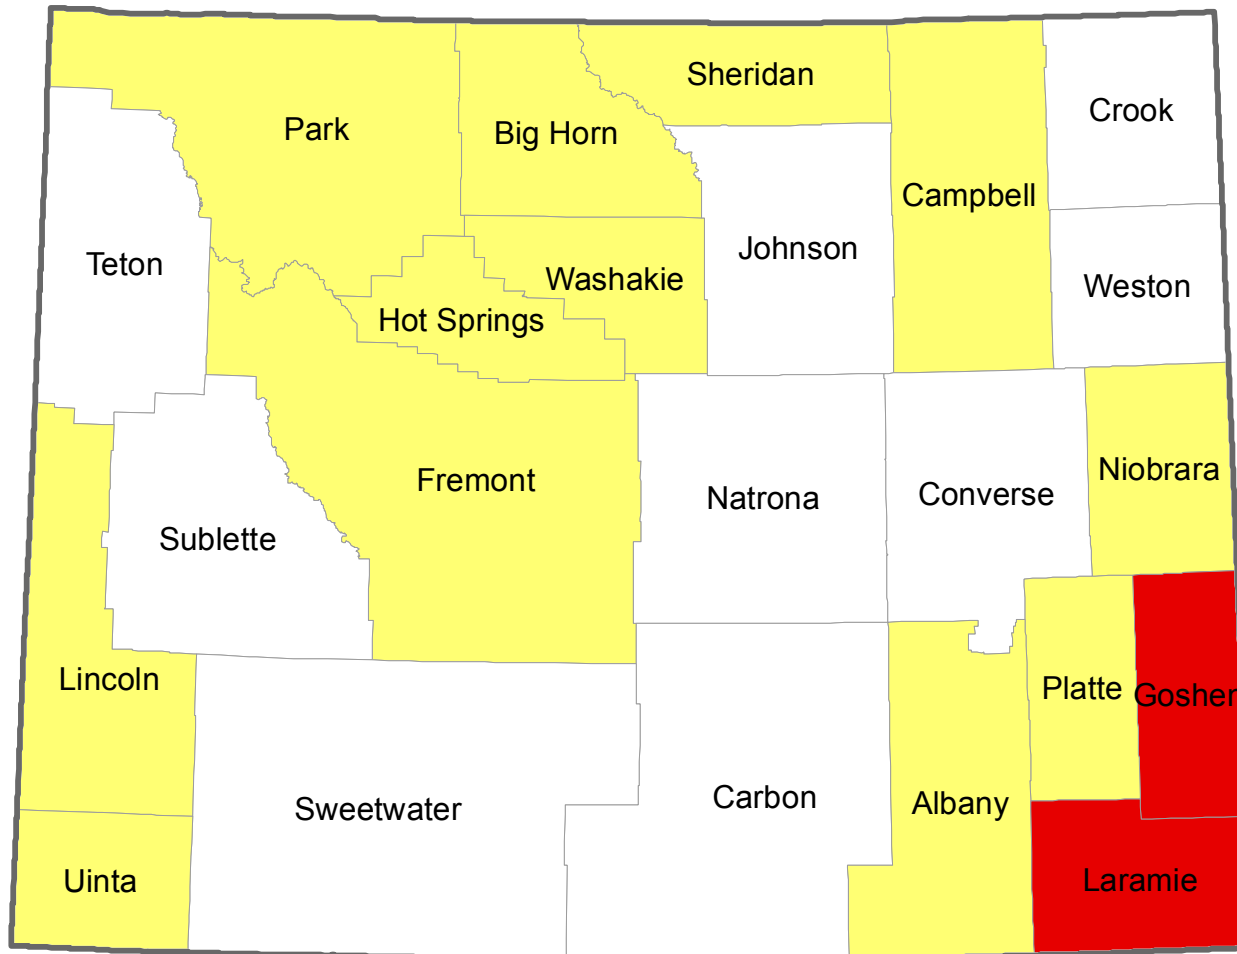 Sheridan
Crook
Park
Big Horn
Campbell
Johnson
Teton
Washakie
Weston
Hot Springs
Fremont
Niobrara
Natrona
Converse
Sublette
Lincoln
Platte
Goshen
Carbon
Albany
Sweetwater
Uinta
Laramie